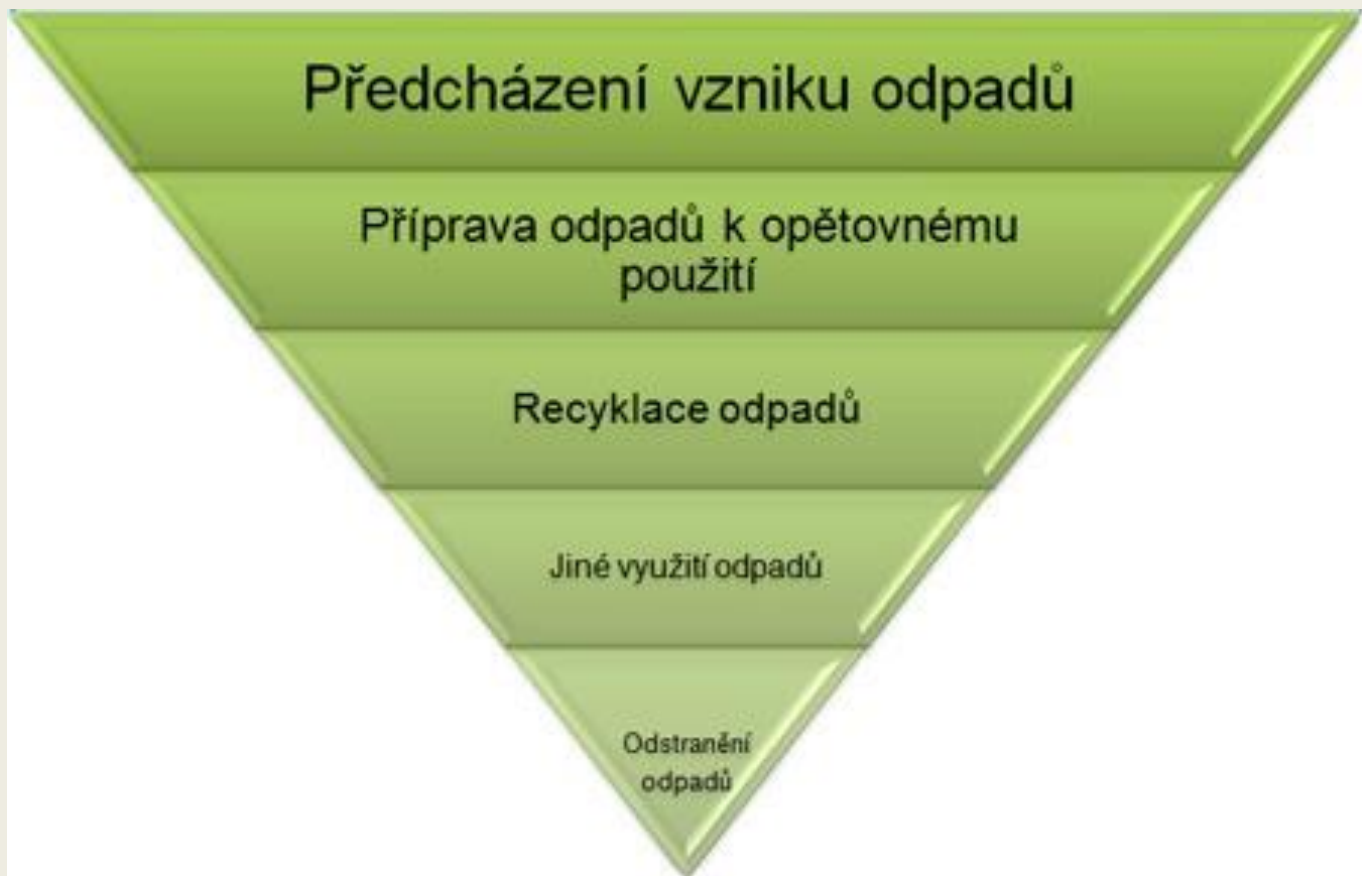 Předcházení vzniku odpadů
Příprava odpadů k opětovnému
použití
Recyklace odpadů
Jiné využití odpadů
Odstranění
odpadů